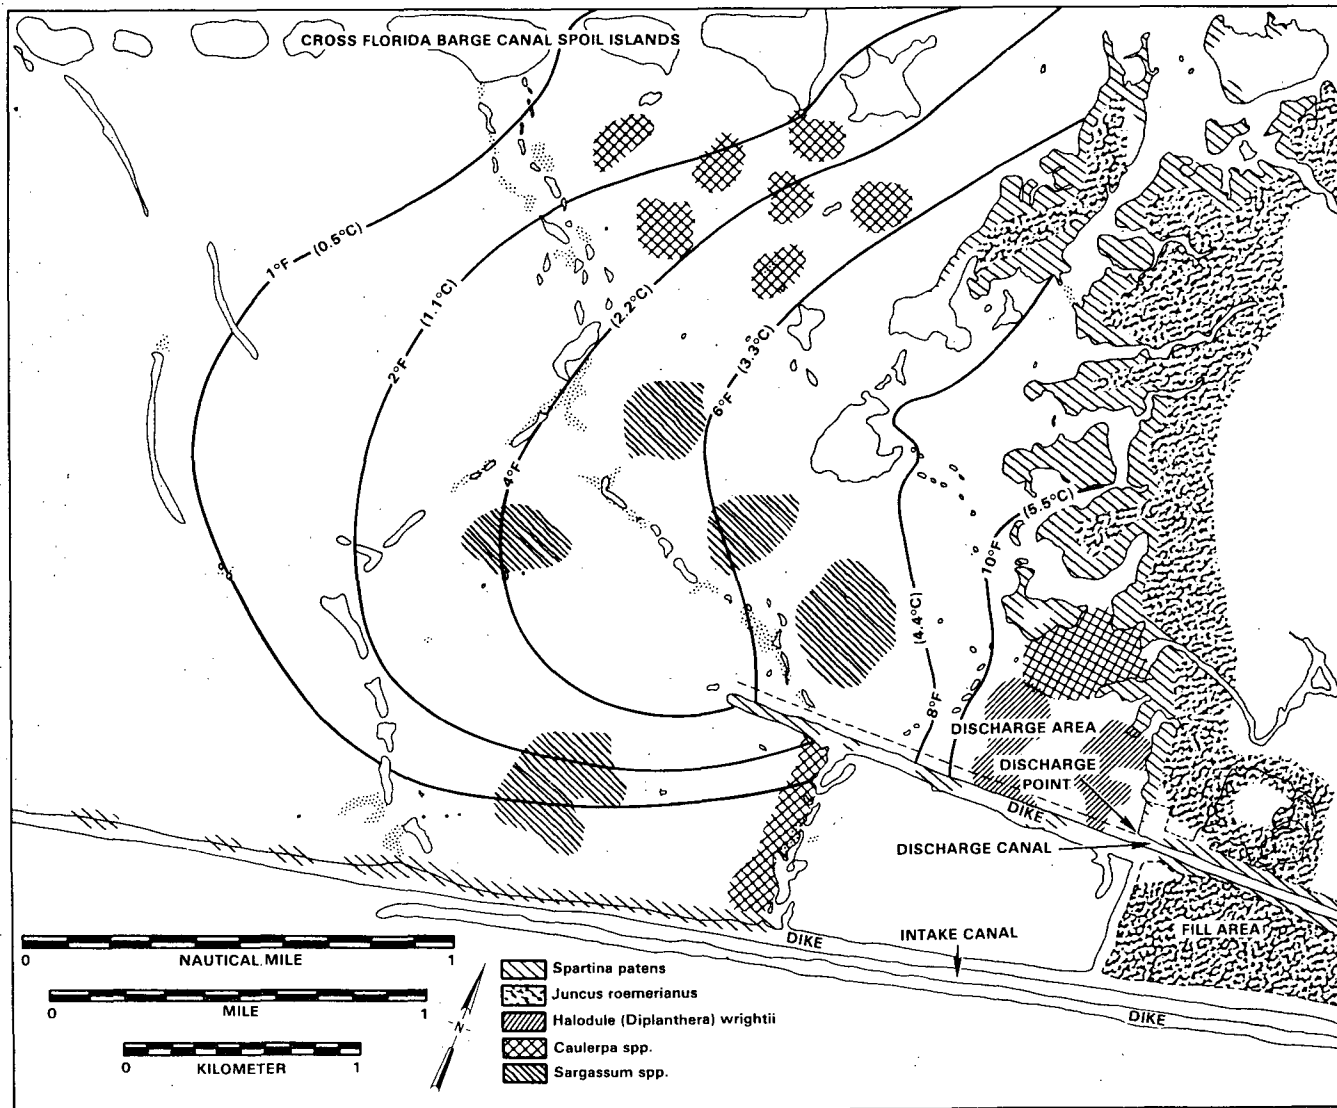 CROSS FLORIDA BARGE CANAL SPOIL ISLANDS
1°F (0.5°C)
2°F (1.1°C)
4°F (2.2°C)
6°F (3.3°C)
8°F (4.4°C)
10°F (5.5°C)
DISCHARGE AREA
DISCHARGE
POINT
DIKE
DISCHARGE CANAL
INTAKE CANAL
FILL AREA
DIKE
DIKE
0 NAUTICAL MILE 1
0 MILE 1
0 KILOMETER 1
N
Spartina patens
Juncus roemerianus
Halodule (Diplanthera) wrightii
Caulerpa spp.
Sargassum spp.